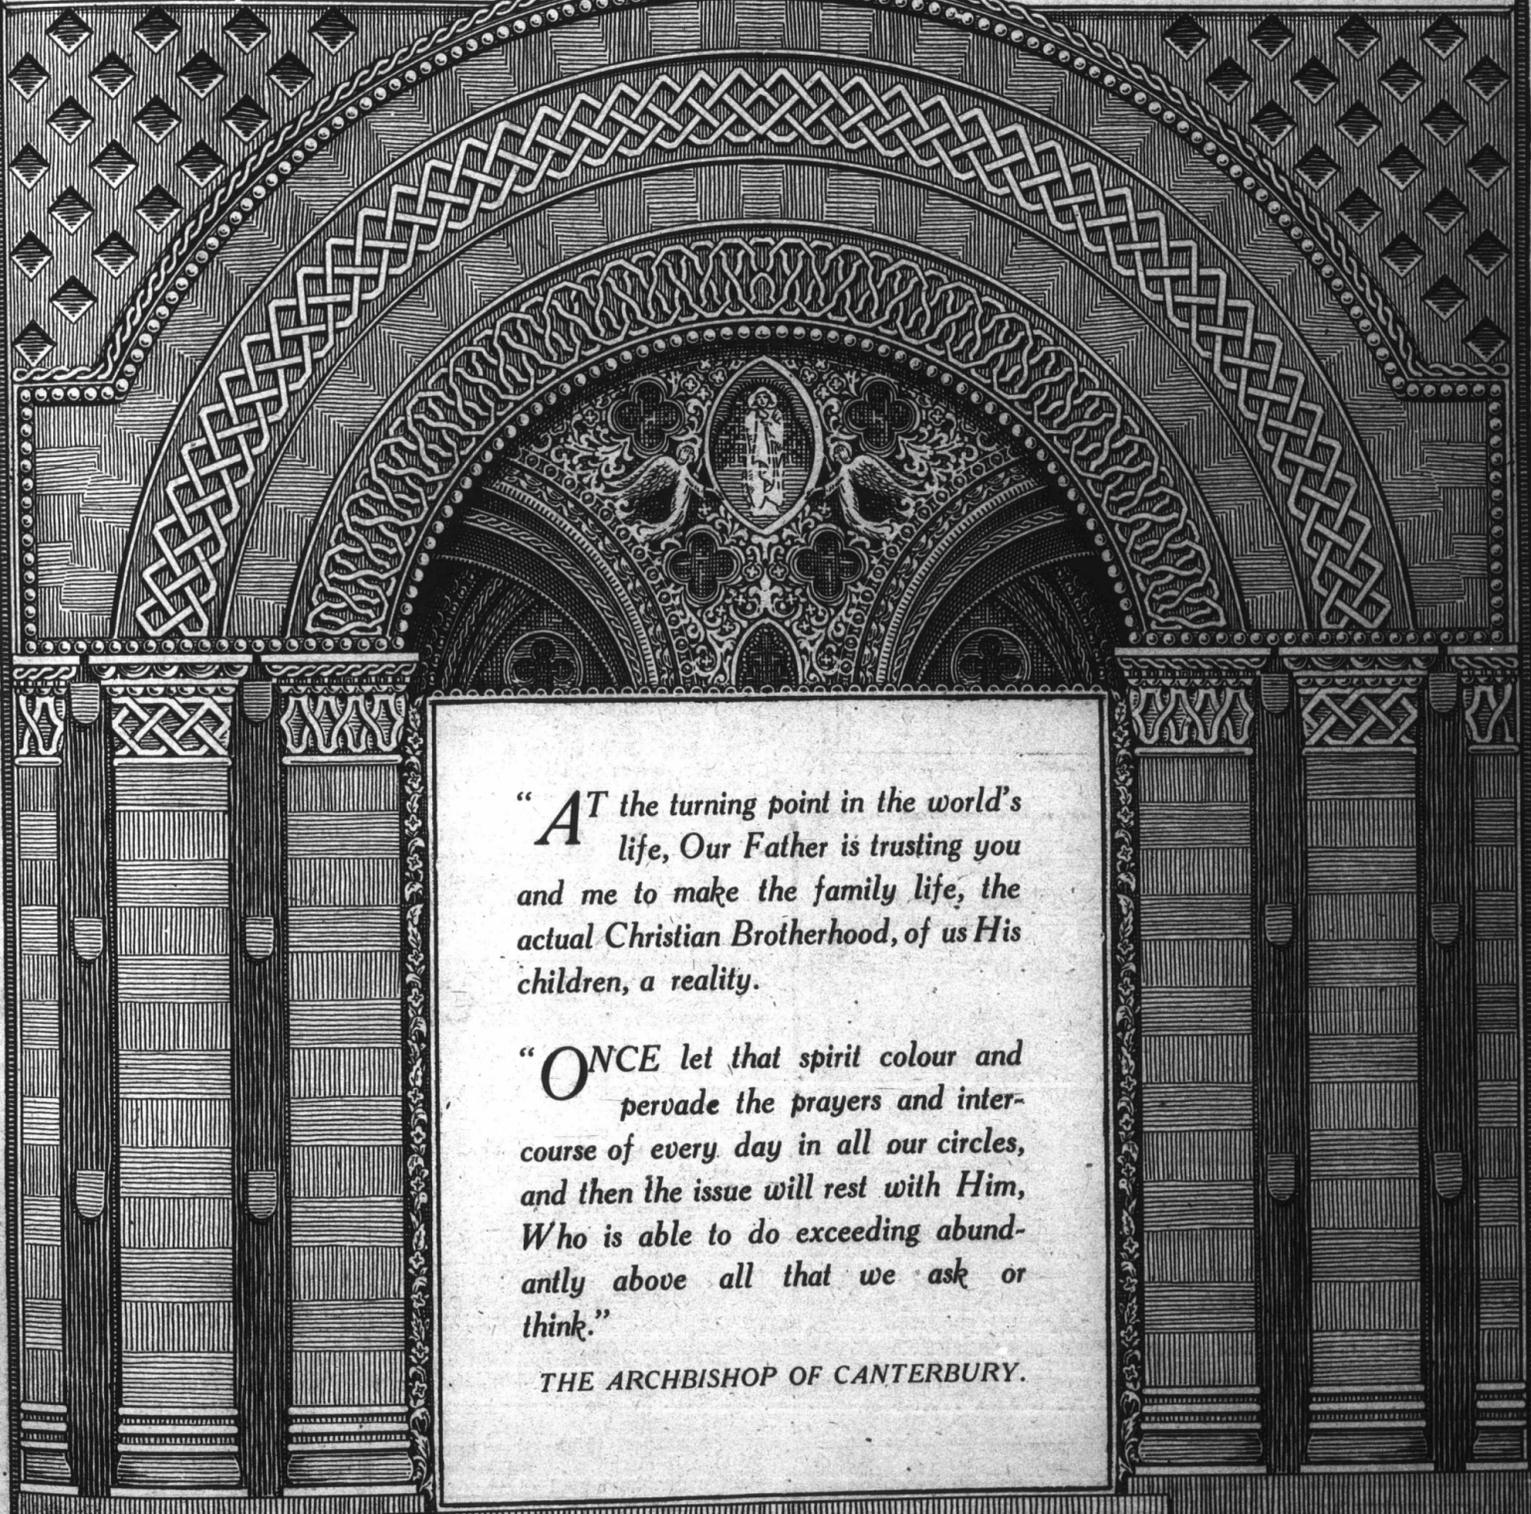 “AT the turning point in the world’s
life, Our Father is trusting you
and me to make the family life, the
actual Christian Brotherhood, of us His
children, a reality.
“ONCE let that spirit colour and
pervade the prayers and inter-
course of every day in all our circles,
and then the issue will rest with Him,
Who is able to do exceeding abund-
antly above all that we ask or
think.”
THE ARCHBISHOP OF CANTERBURY.